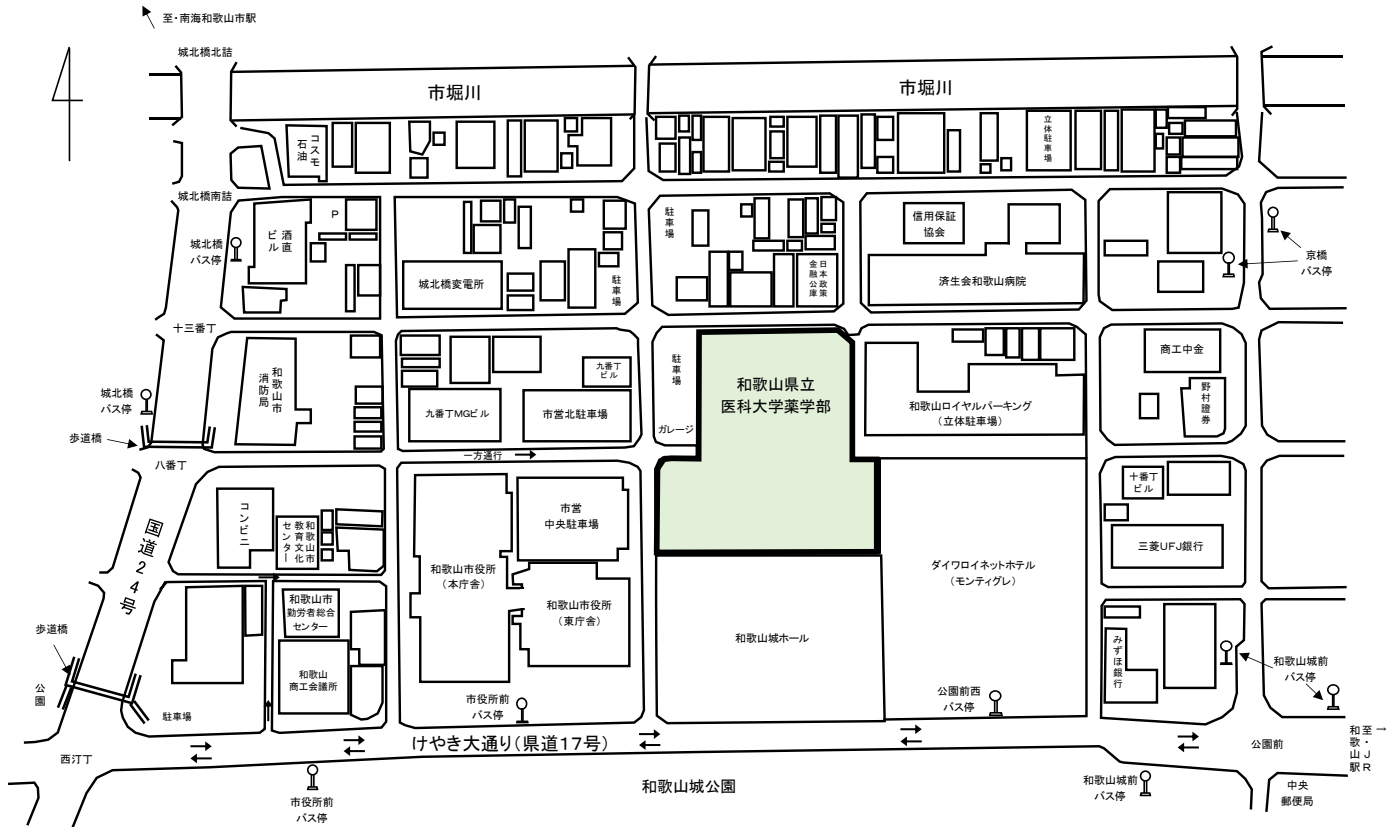 至・南海和歌山市駅
城北橋北詰
市堀川
市堀川
コスモ
石油
立体駐車場
城北橋南詰
城北橋
バス停
酒直
ビル
P
城北橋変電所
駐車場
駐車場
日本政策
金融公庫
信用保証
協会
済生会和歌山病院
京橋
バス停
十三番丁
和歌山市
消防局
九番丁
ビル
九番丁MGビル
市営北駐車場
駐車場
ガレージ
和歌山県立
医科大学薬学部
和歌山ロイヤルパーキング
(立体駐車場)
商工中金
野村證券
城北橋
バス停
歩道橋
一方通行
八番丁
国道24号
コンビニ
和歌山市
教育文化
センター
市営
中央駐車場
和歌山市役所
(本庁舎)
和歌山市役所
(東庁舎)
ダイワロイネットホテル
(モンティグレ)
十番丁
ビル
三菱UFJ銀行
和歌山市
勤労者総合
センター
和歌山
商工会議所
和歌山城ホール
みずほ銀行
和歌山城前
バス停
歩道橋
公園
駐車場
市役所前
バス停
公園前西
バス停
けやき大通り(県道17号)
西汀丁
公園前
至・JR
和歌山駅
市役所前
バス停
和歌山城公園
和歌山城前
バス停
中央
郵便局